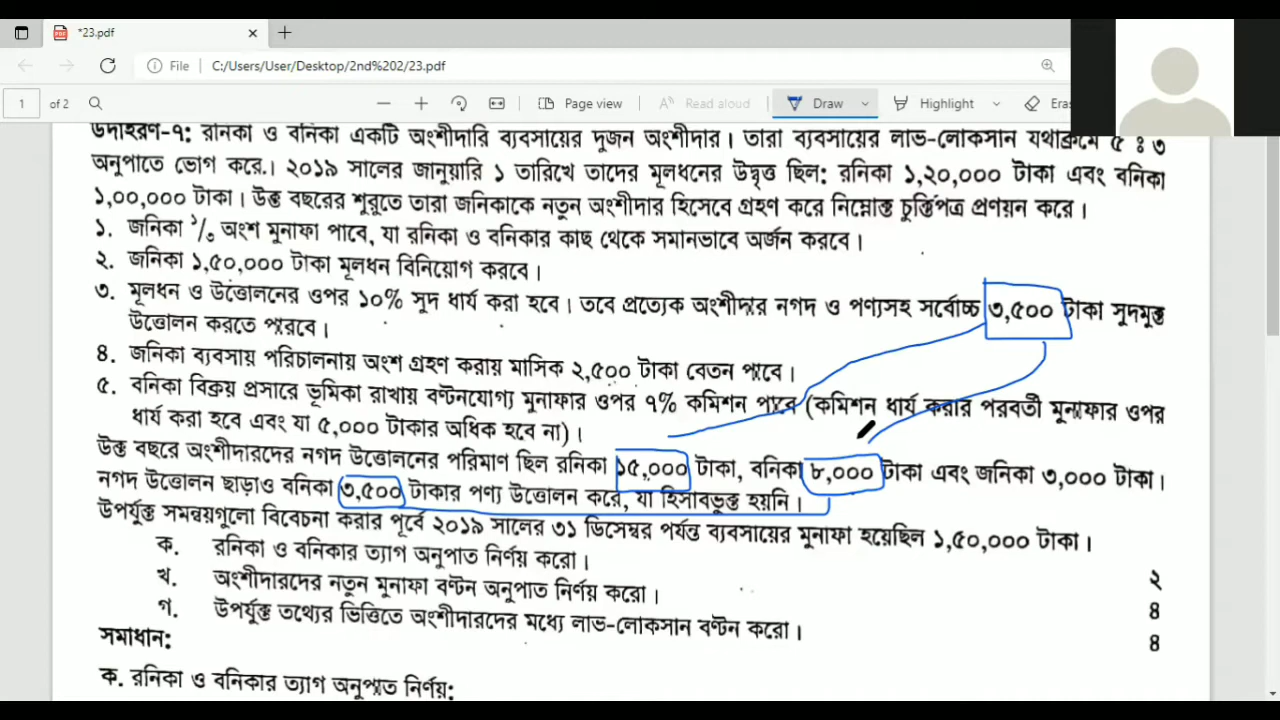 *23.pdf
File C:/Users/User/Desktop/2nd%202/23.pdf
1 of 2 Page view Read aloud Draw Highlight Eras
উদাহরণ-৭: রনিকা ও বনিকা একটি অংশীদারি ব্যবসায়ের দুজন অংশীদার। তারা ব্যবসায়ের লাভ-লোকসান যথাক্রমে ৫ ঃ ৩
অনুপাতে ভোগ করে। ২০১৯ সালের জানুয়ারি ১ তারিখে তাদের মূলধনের উদ্বৃত্ত ছিল: রনিকা ১,২০,০০০ টাকা এবং বনিকা
১,০০,০০০ টাকা। উক্ত বছরের শুরুতে তারা জনিকাকে নতুন অংশীদার হিসেবে গ্রহণ করে নিম্নোক্ত চুক্তিপত্র প্রণয়ন করে।
১. জনিকা ১/৩ অংশ মুনাফা পাবে, যা রনিকা ও বনিকার কাছ থেকে সমানভাবে অর্জন করবে।
২. জনিকা ১,৫০,০০০ টাকা মূলধন বিনিয়োগ করবে।
৩. মূলধন ও উত্তোলনের ওপর ১০% সুদ ধার্য করা হবে। তবে প্রত্যেক অংশীদার নগদ ও পণ্যসহ সর্বোচ্চ ৩,৫০০ টাকা সুদমুক্ত
উত্তোলন করতে পারবে।
৪. জনিকা ব্যবসায় পরিচালনায় অংশ গ্রহণ করায় মাসিক ২,৫০০ টাকা বেতন পাবে।
৫. বনিকা বিক্রয় প্রসারে ভূমিকা রাখায় বণ্টনযোগ্য মুনাফার ওপর ৭% কমিশন পাবে (কমিশন ধার্য করার পরবর্তী মুনাফার ওপর
ধার্য করা হবে এবং যা ৫,০০০ টাকার অধিক হবে না)।
উক্ত বছরে অংশীদারদের নগদ উত্তোলনের পরিমাণ ছিল রনিকা ১৫,০০০ টাকা, বনিকা ৮,০০০ টাকা এবং জনিকা ৩,০০০ টাকা।
নগদ উত্তোলন ছাড়াও বনিকা ৩,৫০০ টাকার পণ্য উত্তোলন করে, যা হিসাবভুক্ত হয়নি।
উপর্যুক্ত সমন্বয়গুলো বিবেচনা করার পূর্বে ২০১৯ সালের ৩১ ডিসেম্বর পর্যন্ত ব্যবসায়ের মুনাফা হয়েছিল ১,৫০,০০০ টাকা।
ক. রনিকা ও বনিকার ত্যাগ অনুপাত নির্ণয় করো। ২
খ. অংশীদারদের নতুন মুনাফা বণ্টন অনুপাত নির্ণয় করো। ৪
গ. উপর্যুক্ত তথ্যের ভিত্তিতে অংশীদারদের মধ্যে লাভ-লোকসান বণ্টন করো। ৪
সমাধান:
ক. রনিকা ও বনিকার ত্যাগ অনুপাত নির্ণয়: